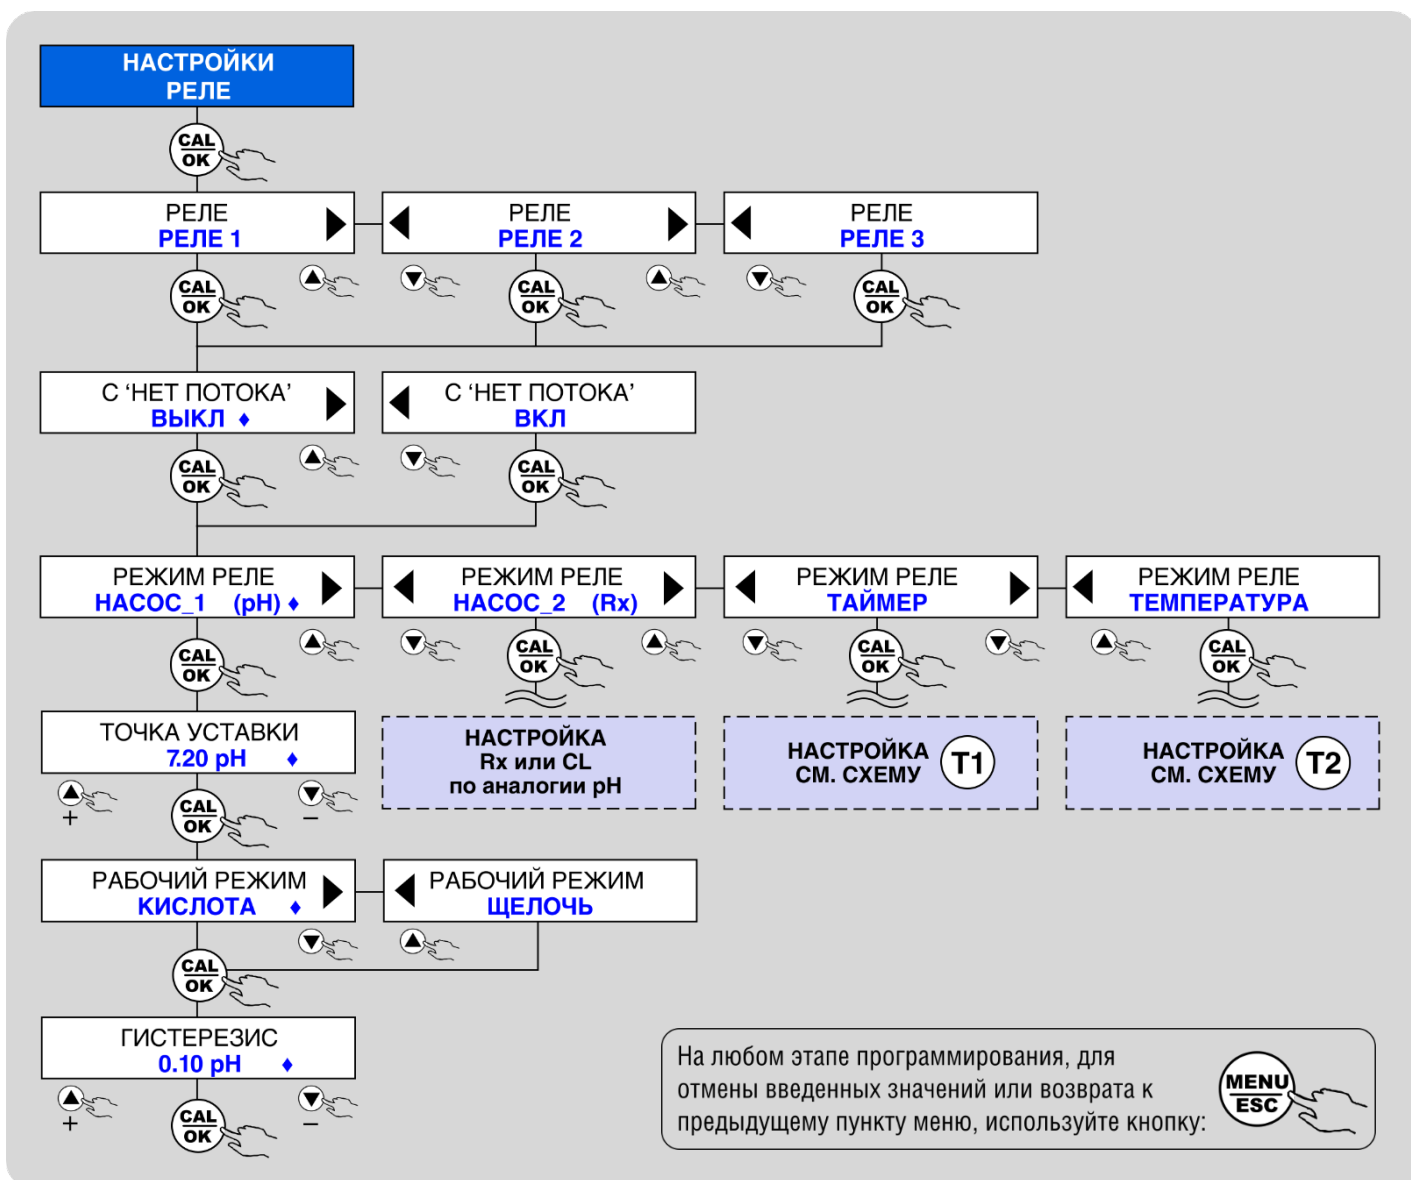 НАСТРОЙКИ
РЕЛЕ
CAL
OK
РЕЛЕ
РЕЛЕ 1
РЕЛЕ
РЕЛЕ 2
РЕЛЕ
РЕЛЕ 3
CAL
OK
CAL
OK
CAL
OK
С ‘НЕТ ПОТОКА’
ВЫКЛ ♦
С ‘НЕТ ПОТОКА’
ВКЛ
CAL
OK
CAL
OK
РЕЖИМ РЕЛЕ
НАСОС_1 (pH) ♦
РЕЖИМ РЕЛЕ
НАСОС_2 (Rx)
РЕЖИМ РЕЛЕ
ТАЙМЕР
РЕЖИМ РЕЛЕ
ТЕМПЕРАТУРА
CAL
OK
CAL
OK
CAL
OK
CAL
OK
ТОЧКА УСТАВКИ
7.20 pH ♦
НАСТРОЙКА
Rx или CL
по аналогии pH
НАСТРОЙКА
СМ. СХЕМУ T1
НАСТРОЙКА
СМ. СХЕМУ T2
+
CAL
OK
–
РАБОЧИЙ РЕЖИМ
КИСЛОТА ♦
РАБОЧИЙ РЕЖИМ
ЩЕЛОЧЬ
CAL
OK
ГИСТЕРЕЗИС
0.10 pH ♦
+
CAL
OK
–
На любом этапе программирования, для
отмены введенных значений или возврата к
предыдущему пункту меню, используйте кнопку:
MENU
ESC